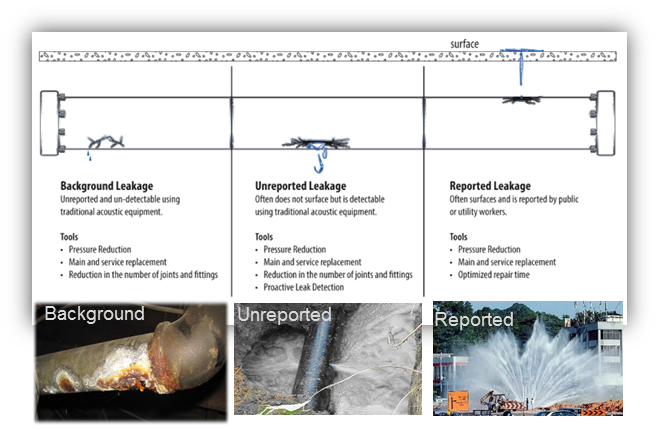 surface
Background Leakage
Unreported and un-detectable using
traditional acoustic equipment.
Tools
• Pressure Reduction
• Main and service replacement
• Reduction in the number of joints and fittings
Unreported Leakage
Often does not surface but is detectable
using traditional acoustic equipment.
Tools
• Pressure Reduction
• Main and service replacement
• Reduction in the number of joints and fittings
• Proactive Leak Detection
Reported Leakage
Often surfaces and is reported by public
or utility workers.
Tools
• Pressure Reduction
• Main and service replacement
• Optimized repair time
Background
Unreported
Reported